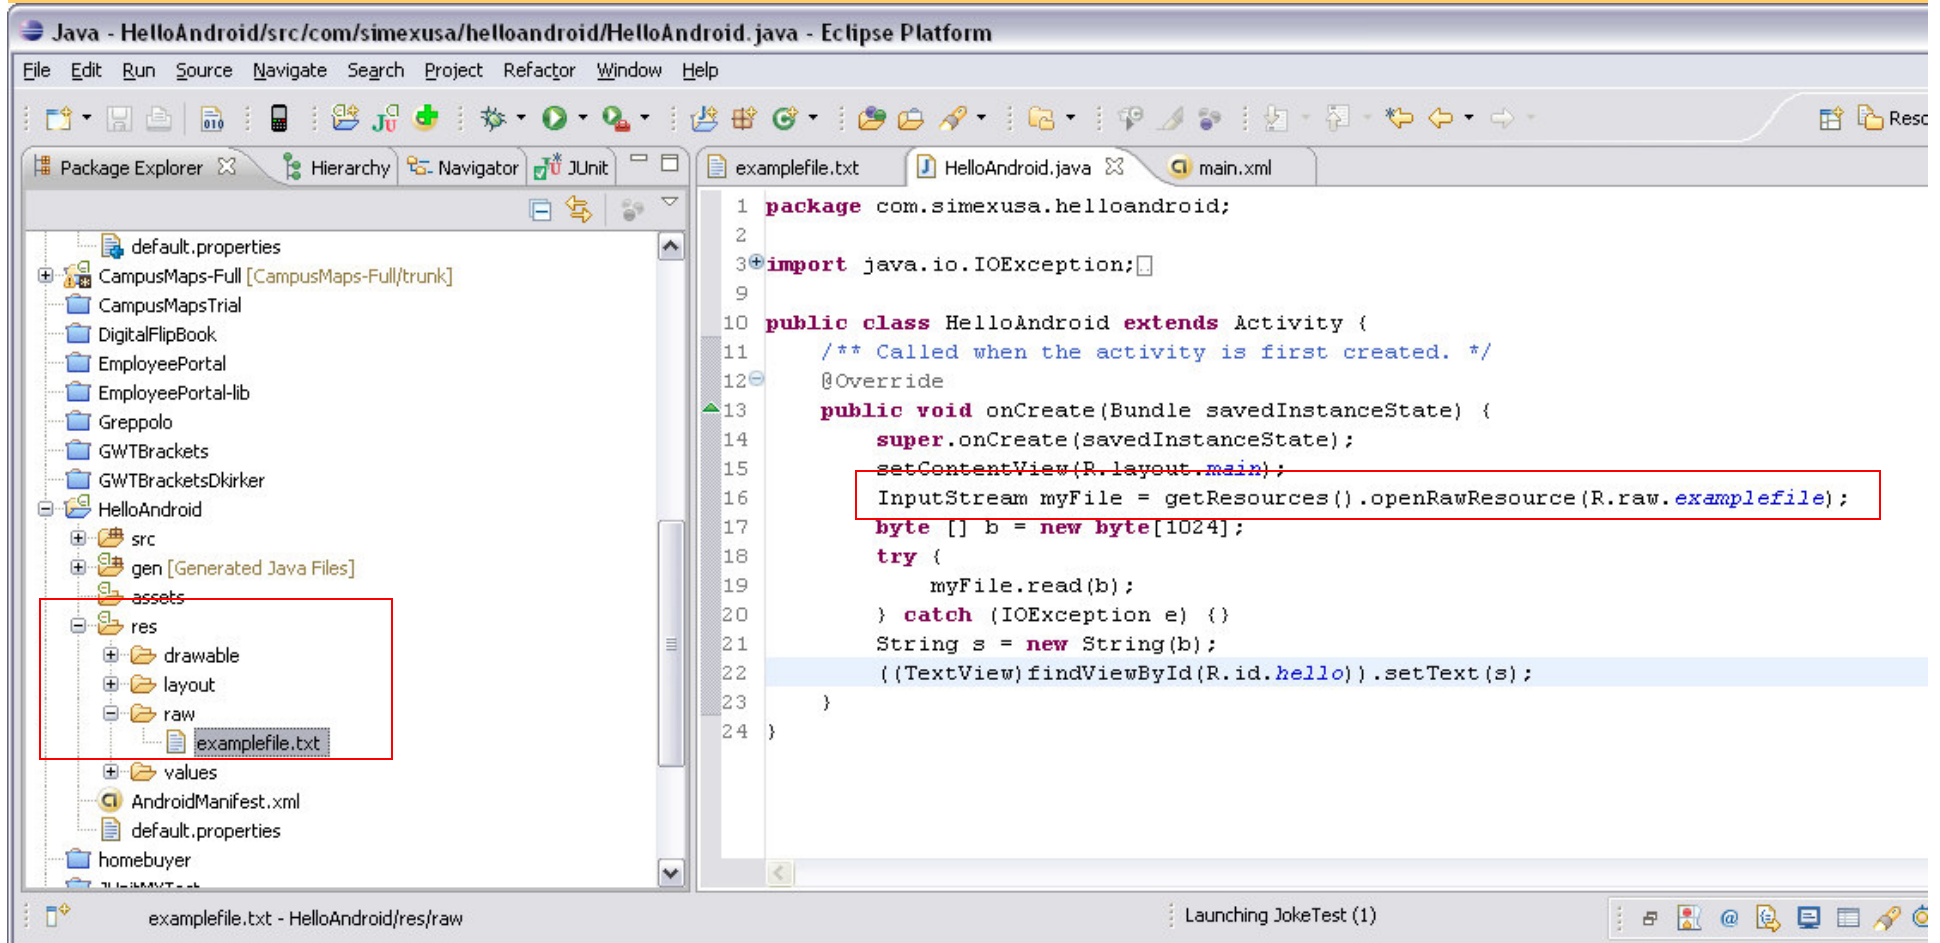 Java - HelloAndroid/src/com/simexusa/helloandroid/HelloAndroid.java - Eclipse Platform
File Edit Run Source Navigate Search Project Refactor Window Help
Package Explorer Hierarchy Navigator JUnit
default.properties
CampusMaps-Full [CampusMaps-Full/trunk]
CampusMapsTrial
DigitalFlipBook
EmployeePortal
EmployeePortal-lib
Greppolo
GWTBrackets
GWTBracketsDkirker
HelloAndroid
src
gen [Generated Java Files]
assets
res
drawable
layout
raw
examplefile.txt
values
AndroidManifest.xml
default.properties
homebuyer
examplefile.txt HelloAndroid.java main.xml
1 package com.simexusa.helloandroid;
2
3 import java.io.IOException;
9
10 public class HelloAndroid extends Activity {
11 /** Called when the activity is first created. */
12 @Override
13 public void onCreate(Bundle savedInstanceState) {
14 super.onCreate(savedInstanceState);
15 setContentView(R.layout.main);
16 InputStream myFile = getResources().openRawResource(R.raw.examplefile);
17 byte [] b = new byte[1024];
18 try {
19 myFile.read(b);
20 } catch (IOException e) {}
21 String s = new String(b);
22 ((TextView)findViewById(R.id.hello)).setText(s);
23 }
24 }
examplefile.txt - HelloAndroid/res/raw
Launching JokeTest (1)